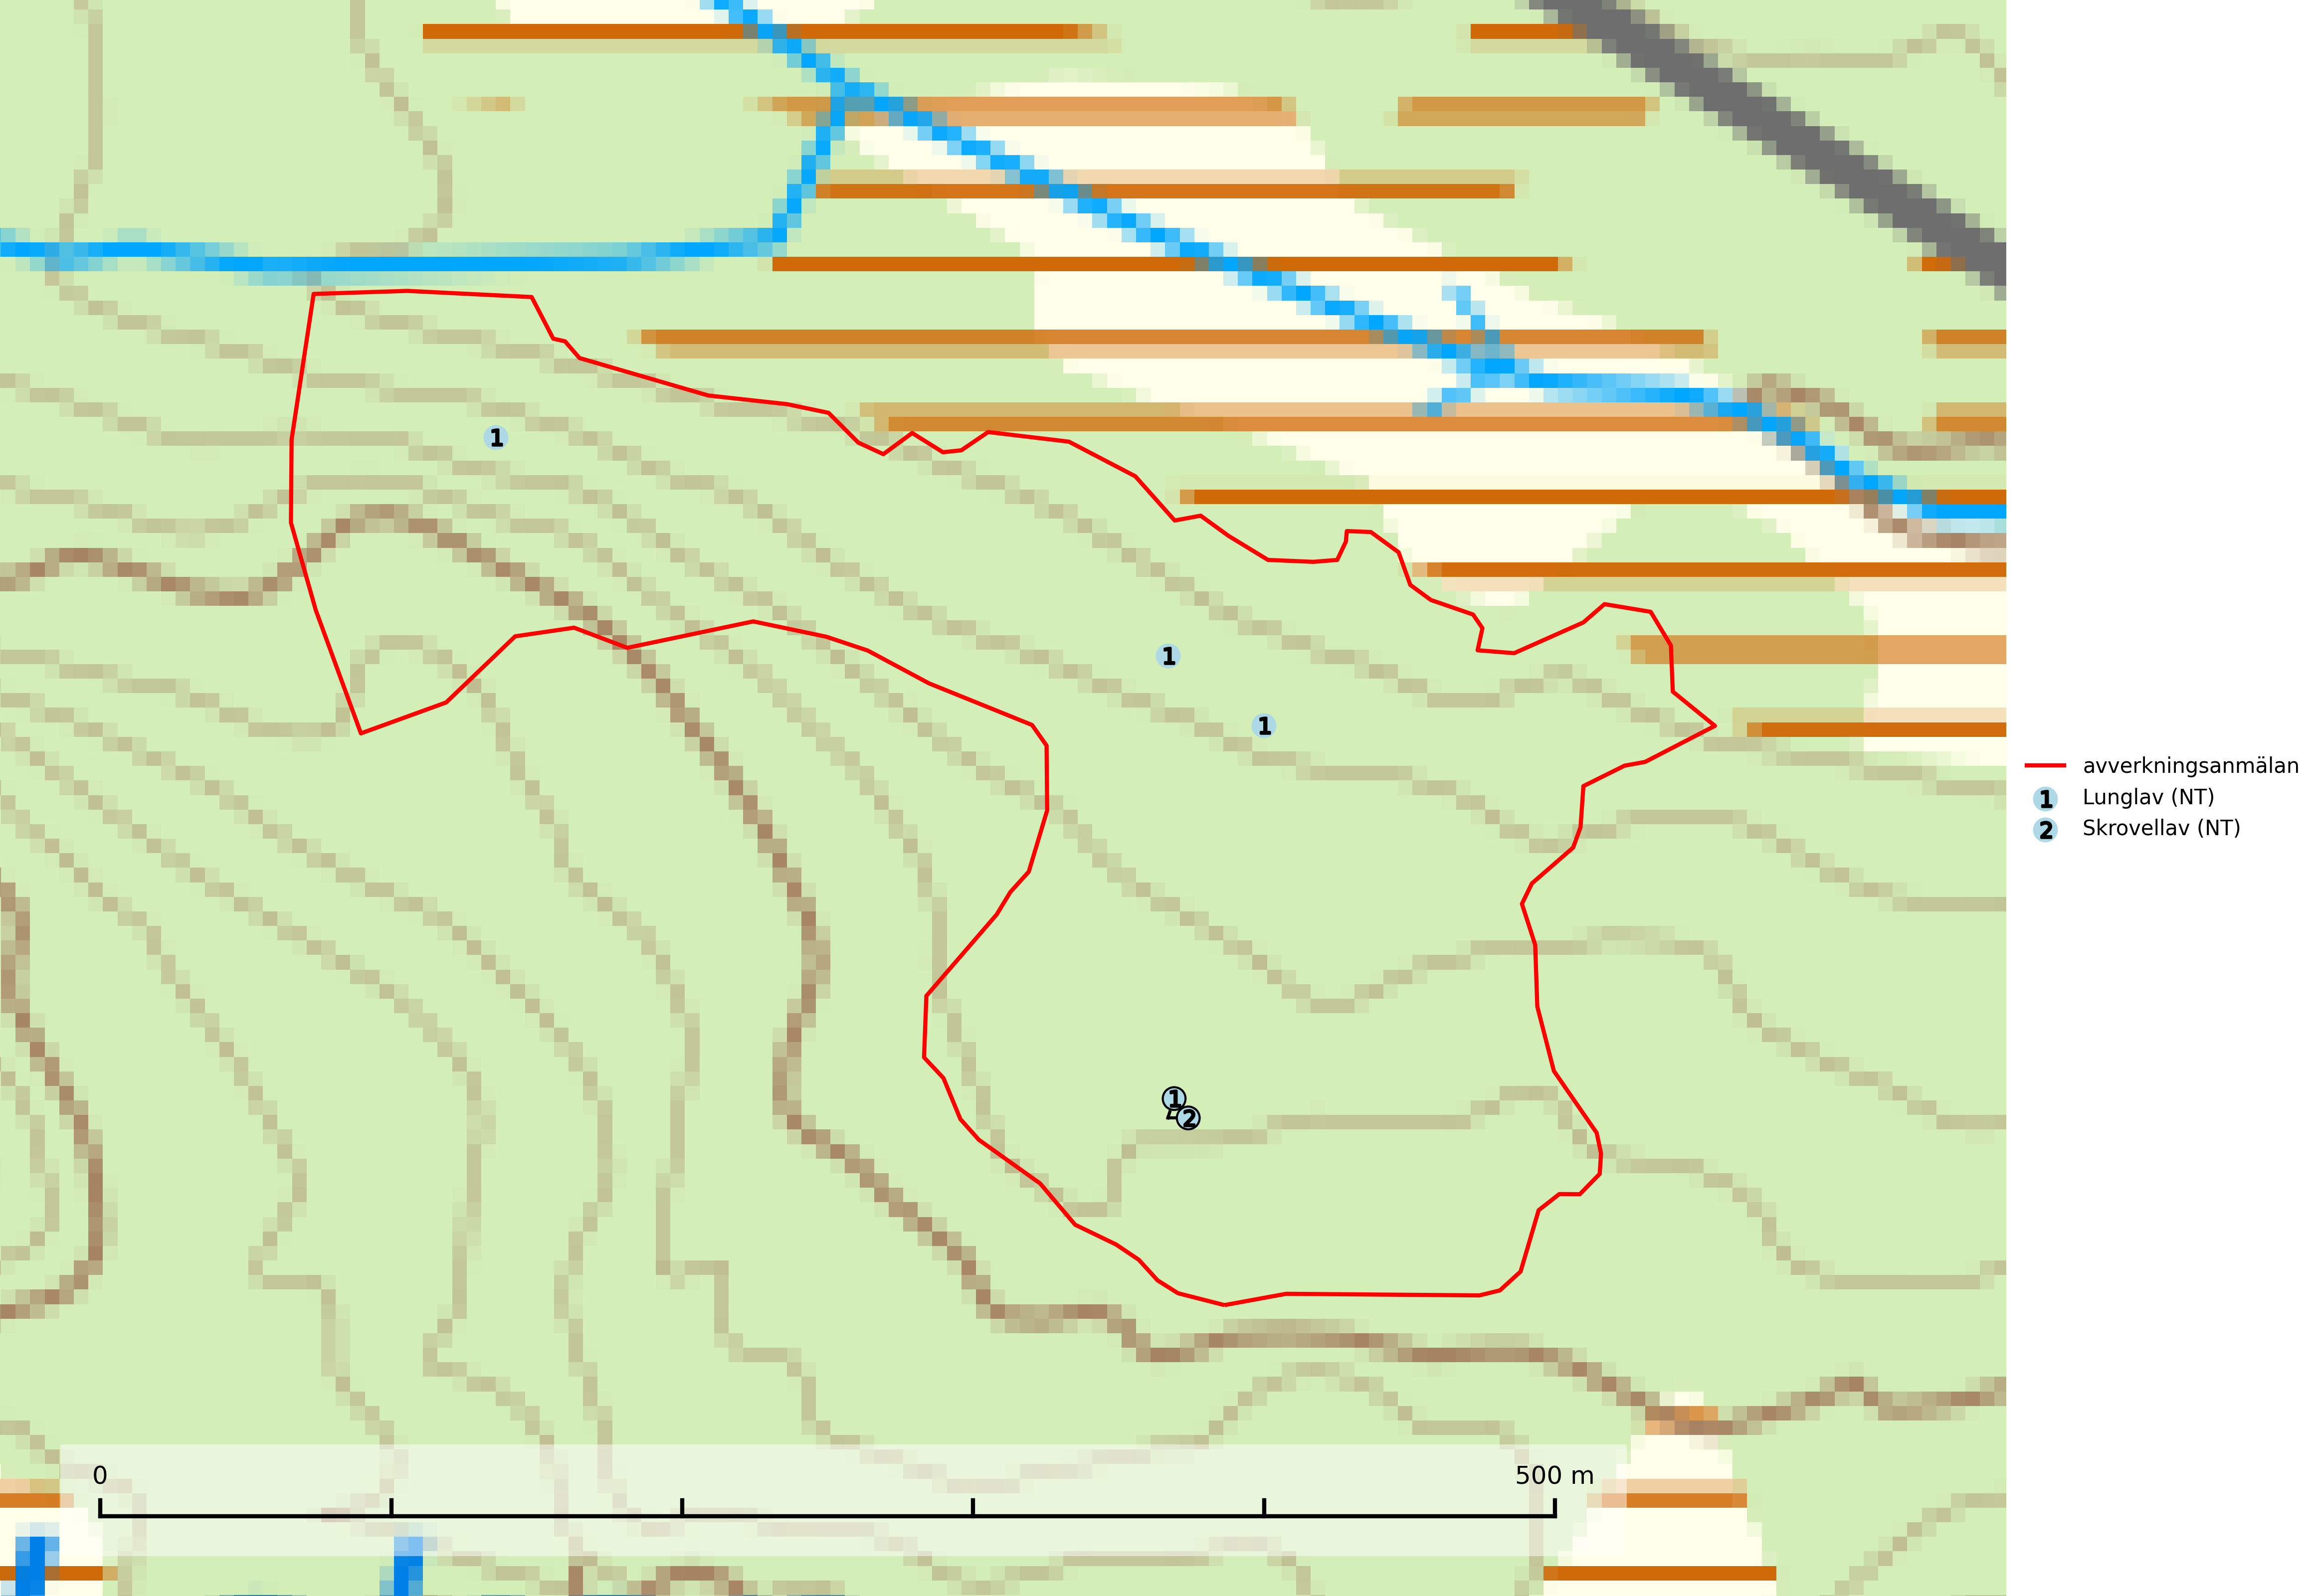 1
1
1
1
2
avverkningsanmälan
1 Lunglav (NT)
2 Skrovellav (NT)
0 500 m